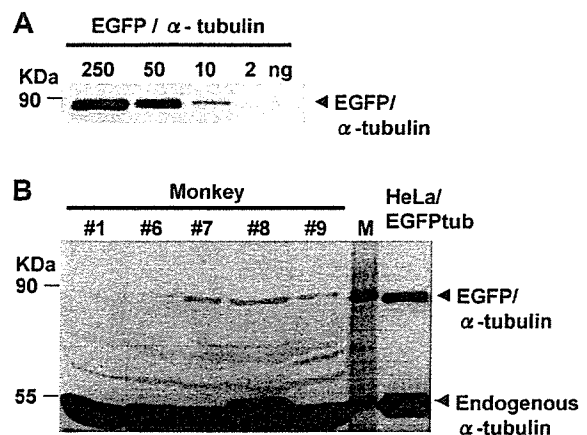 A
EGFP / α- tubulin
250 50 10 2 ng
KDa
90
EGFP/
α-tubulin
B
Monkey
HeLa/
EGFPtub
#1 #6 #7 #8 #9 M
KDa
90
EGFP/
α-tubulin
55
Endogenous
α-tubulin